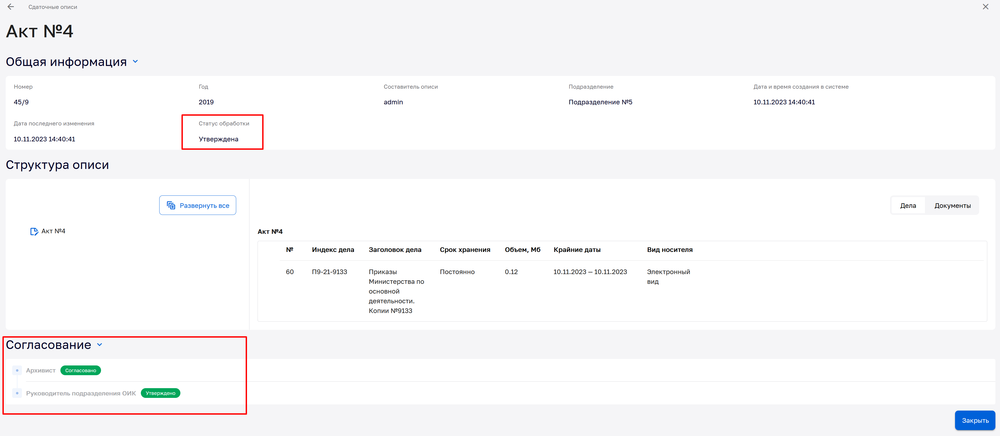 Сдаточные описи
Акт №4
Общая информация
Номер Год Составитель описи Подразделение Дата и время создания в системе
45/9 2019 admin Подразделение №5 10.11.2023 14:40:41
Дата последнего изменения Статус обработки
10.11.2023 14:40:41 Утверждена
Структура описи
Развернуть все
Дела Документы
Акт №4
Акт №4
№ Индекс дела Заголовок дела Срок хранения Объем, Мб Крайние даты Вид носителя
60 П9-21-9133 Приказы Постоянно 0.12 10.11.2023 — 10.11.2023 Электронный
Министерства по вид
основной
деятельности.
Копии №9133
Согласование
Архивист Согласовано
Руководитель подразделения ОИК Утверждено
Закрыть